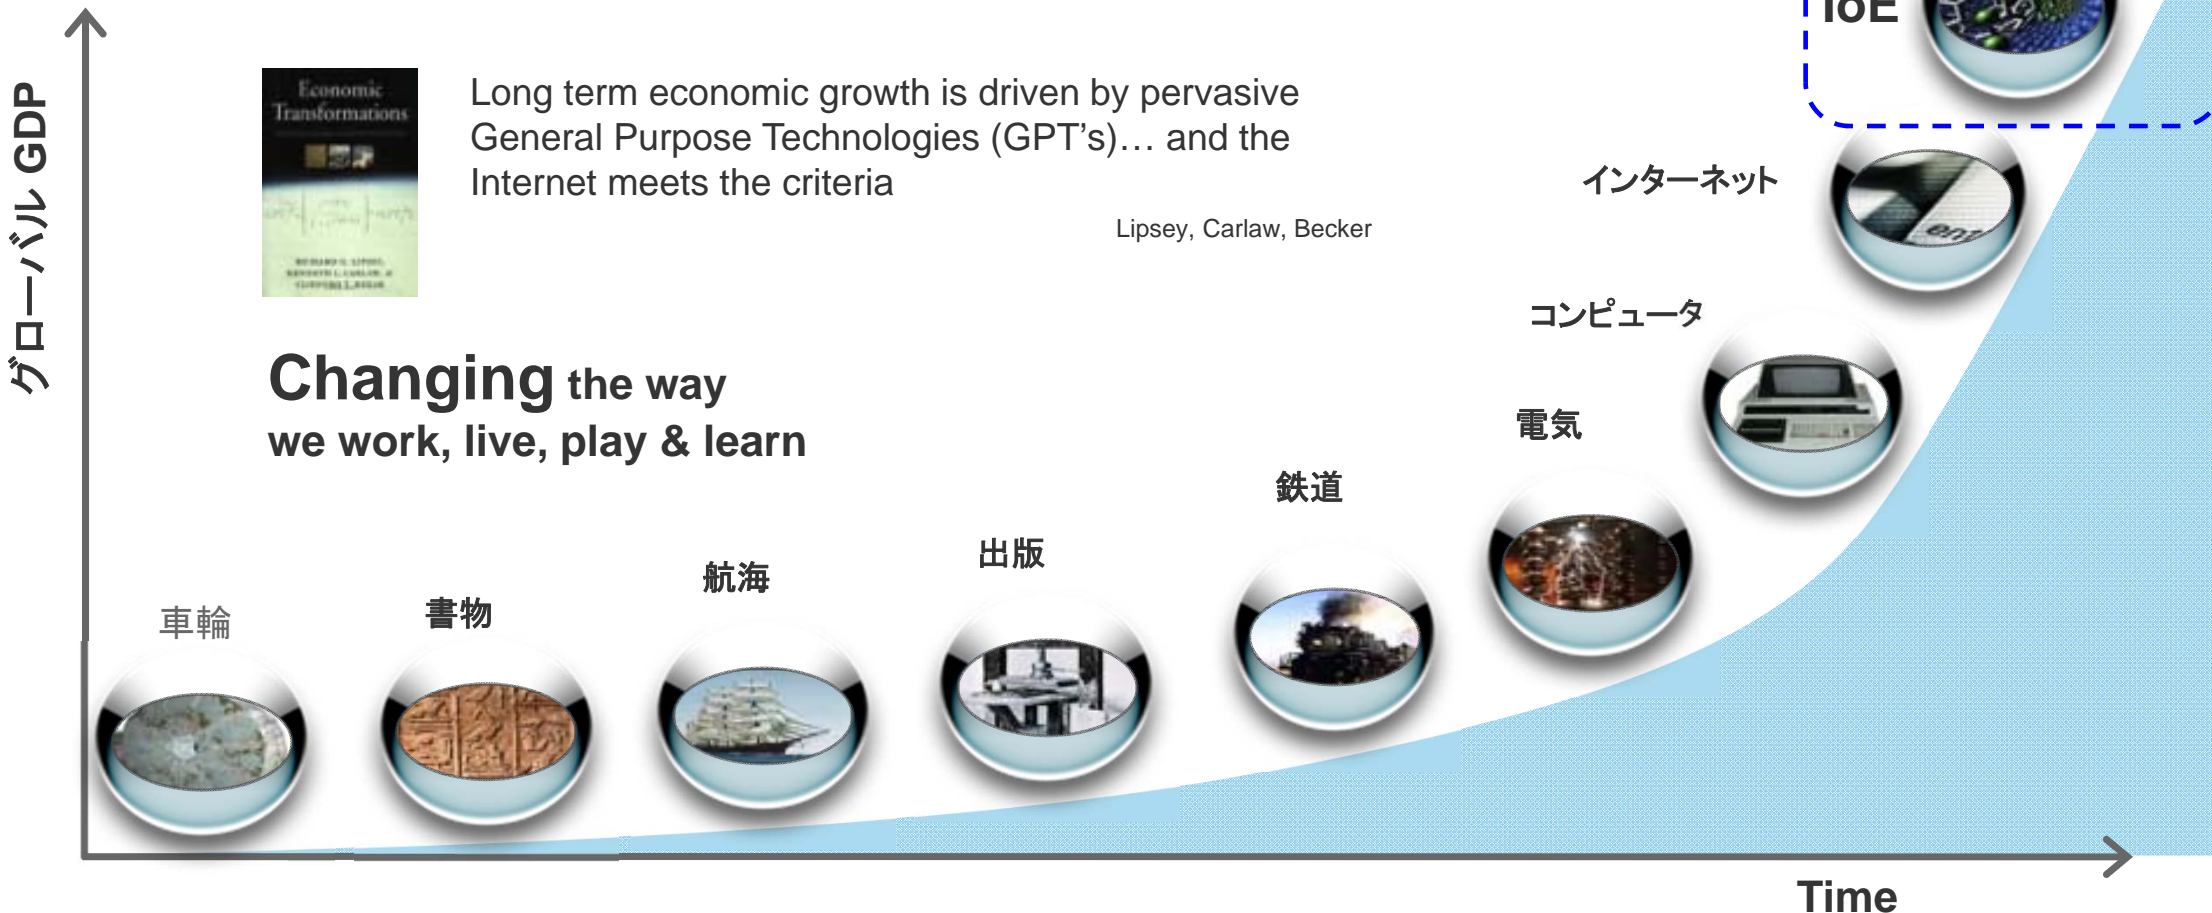 IoE
グローバル GDP
Economic
Transformations
Long term economic growth is driven by pervasive
General Purpose Technologies (GPT's)… and the
Internet meets the criteria
Lipsey, Carlaw, Becker
インターネット
コンピュータ
Changing the way
we work, live, play & learn
電気
鉄道
出版
航海
書物
車輪
Time